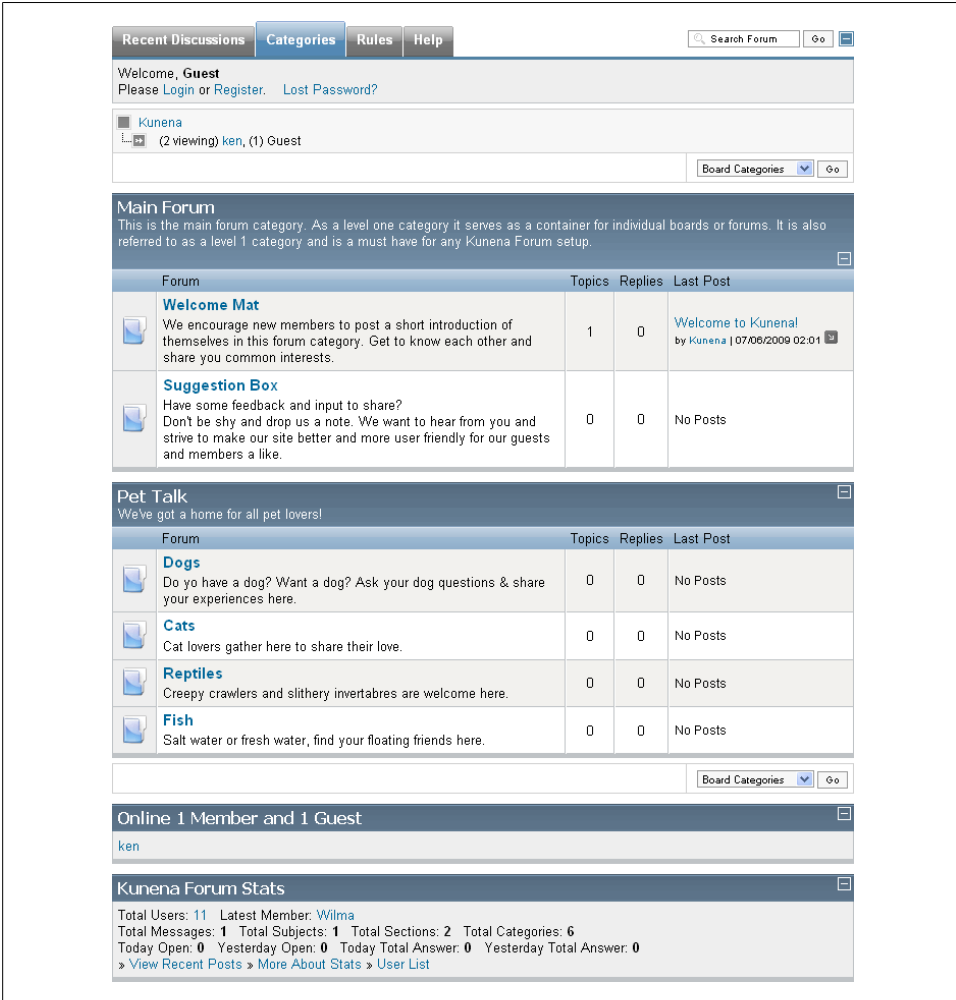 Recent Discussions Categories Rules Help Search Forum Go
Welcome, Guest
Please Login or Register. Lost Password?
Kunena
(2 viewing) ken, (1) Guest
Board Categories Go
Main Forum
This is the main forum category. As a level one category it serves as a container for individual boards or forums. It is also
referred to as a level 1 category and is a must have for any Kunena Forum setup.
Forum Topics Replies Last Post
Welcome Mat
We encourage new members to post a short introduction of
themselves in this forum category. Get to know each other and
share you common interests.
1 0
Welcome to Kunena!
by Kunena | 07/06/2009 02:01
Suggestion Box
Have some feedback and input to share?
Don't be shy and drop us a note. We want to hear from you and
strive to make our site better and more user friendly for our guests
and members a like.
0 0 No Posts
Pet Talk
We've got a home for all pet lovers!
Forum Topics Replies Last Post
Dogs
Do yo have a dog? Want a dog? Ask your dog questions & share
your experiences here.
0 0 No Posts
Cats
Cat lovers gather here to share their love.
0 0 No Posts
Reptiles
Creepy crawlers and slithery invertabres are welcome here.
0 0 No Posts
Fish
Salt water or fresh water, find your floating friends here.
0 0 No Posts
Board Categories Go
Online 1 Member and 1 Guest
ken
Kunena Forum Stats
Total Users: 11 Latest Member: Wilma
Total Messages: 1 Total Subjects: 1 Total Sections: 2 Total Categories: 6
Today Open: 0 Yesterday Open: 0 Today Total Answer: 0 Yesterday Total Answer: 0
» View Recent Posts » More About Stats » User List